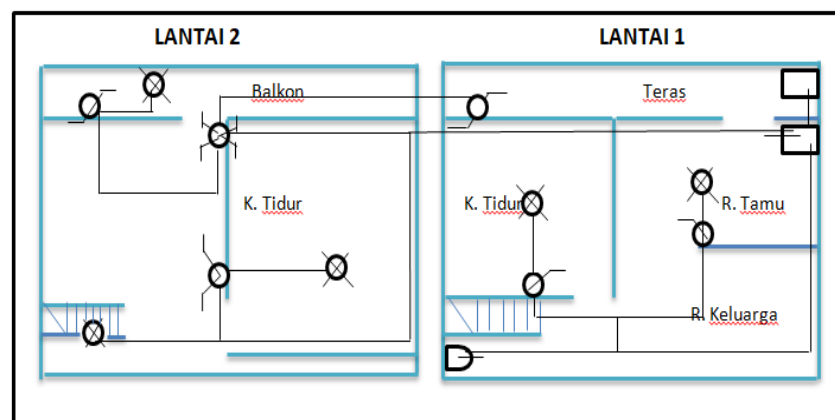 LANTAI 2
LANTAI 1
Balkon
Teras
K. Tidur
K. Tidur
R. Tamu
R. Keluarga